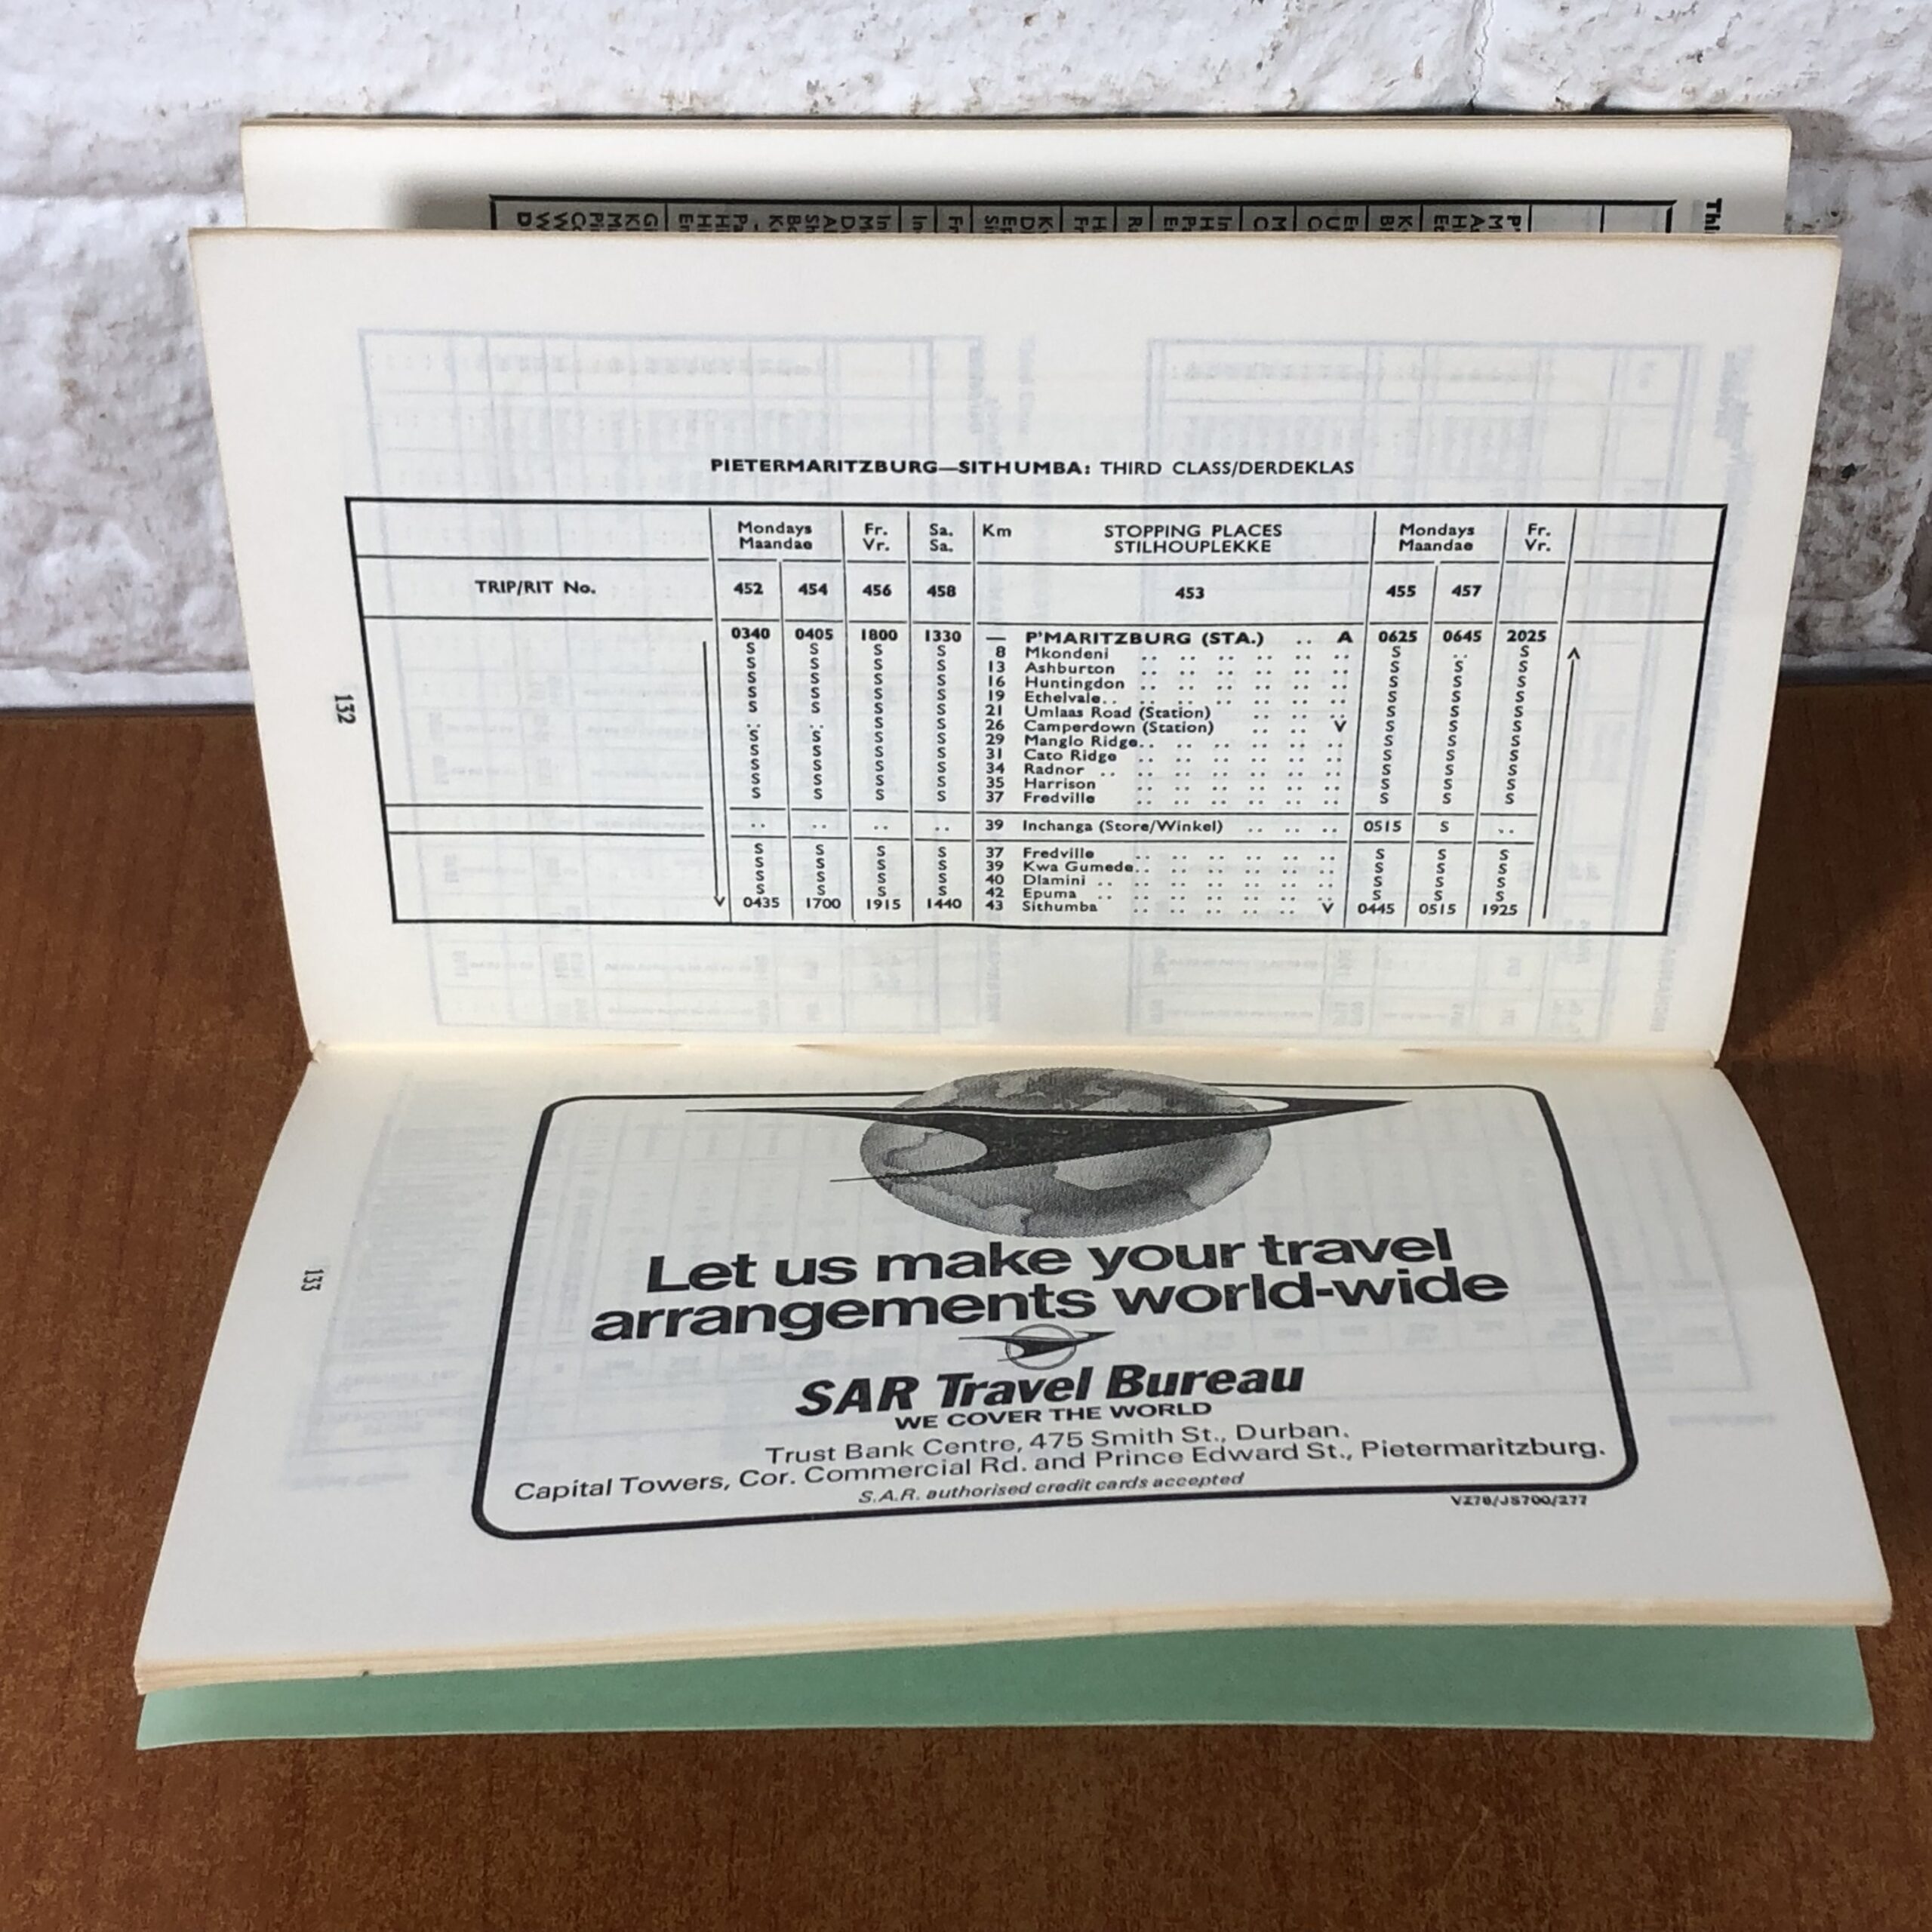 Thi
PIETERMARITZBURG—SITHUMBA: THIRD CLASS/DERDEKLAS
Mondays Fr. Sa. Km STOPPING PLACES Mondays Fr.
Maandae Vr. Sa. STILHOUPLEKKE Maandae Vr.
TRIP/RIT No. 452 454 456 458 453 455 457
0340 0405 1800 1330 — P'MARITZBURG (STA.) .. A 0625 0645 2025
S S S S 8 Mkondeni .. .. .. .. .. .. S .. S
S S S S 13 Ashburton .. .. .. .. .. .. S S S
S S S S 16 Huntingdon .. .. .. .. .. .. S S S
S S S S 19 Ethelvale.. .. .. .. .. .. .. S S S
S S S S 21 Umlaas Road (Station) .. .. .. S S S
.. .. S S 26 Camperdown (Station) .. .. V S S S
S S S S 29 Manglo Ridge.. .. .. .. .. .. S S S
S S S S 31 Cato Ridge .. .. .. .. .. .. S S S
S S S S 34 Radnor .. .. .. .. .. .. .. S S S
S S S S 35 Harrison .. .. .. .. .. .. S S S
S S S S 37 Fredville .. .. .. .. .. .. S S S
.. .. .. .. 39 Inchanga (Store/Winkel) .. .. .. 0515 S ..
S S S S 37 Fredville .. .. .. .. .. .. S S S
S S S S 39 Kwa Gumede.. .. .. .. .. .. S S S
S S S S 40 Dlamini .. .. .. .. .. .. .. S S S
S S S S 42 Epuma .. .. .. .. .. .. .. S S S
0435 1700 1915 1440 43 Sithumba .. .. .. .. .. V 0445 0515 1925
132
133
Let us make your travel
arrangements world-wide
SAR Travel Bureau
WE COVER THE WORLD
Trust Bank Centre, 475 Smith St., Durban.
Capital Towers, Cor. Commercial Rd. and Prince Edward St., Pietermaritzburg.
S.A.R. authorised credit cards accepted
VZ78/JS700/277